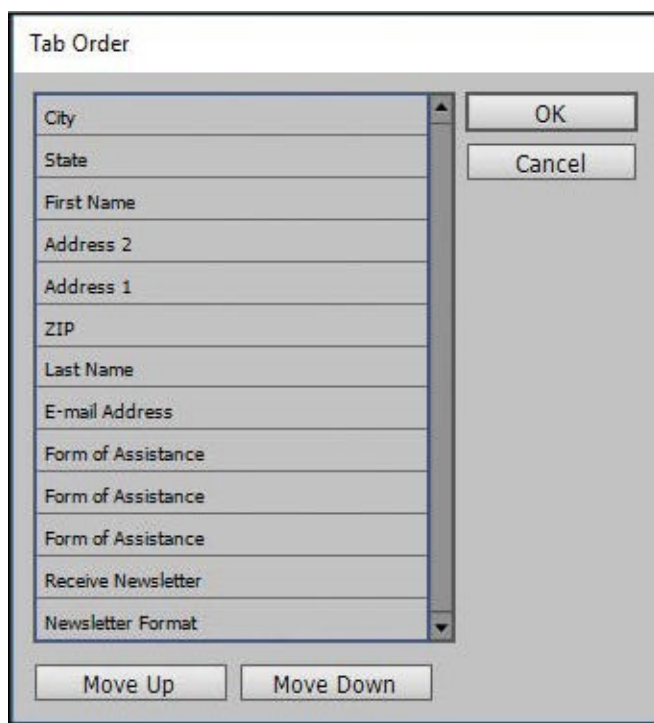 Tab Order
City
State
First Name
Address 2
Address 1
ZIP
Last Name
E-mail Address
Form of Assistance
Form of Assistance
Form of Assistance
Receive Newsletter
Newsletter Format
OK
Cancel
Move Up
Move Down